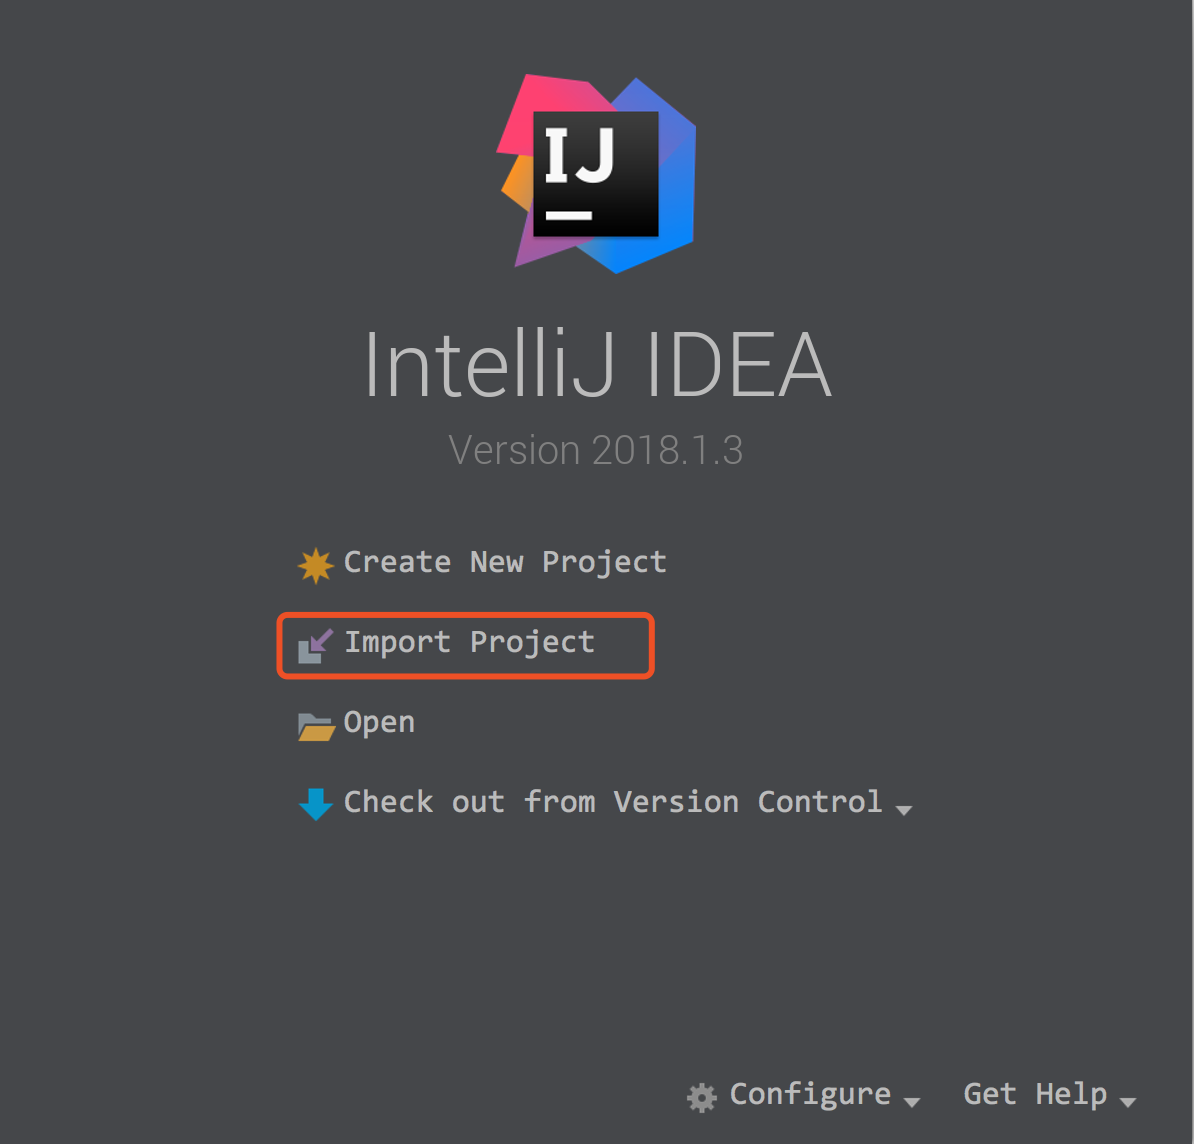 IJ
IntelliJ IDEA
Version 2018.1.3
Create New Project
Import Project
Open
Check out from Version Control
Configure
Get Help